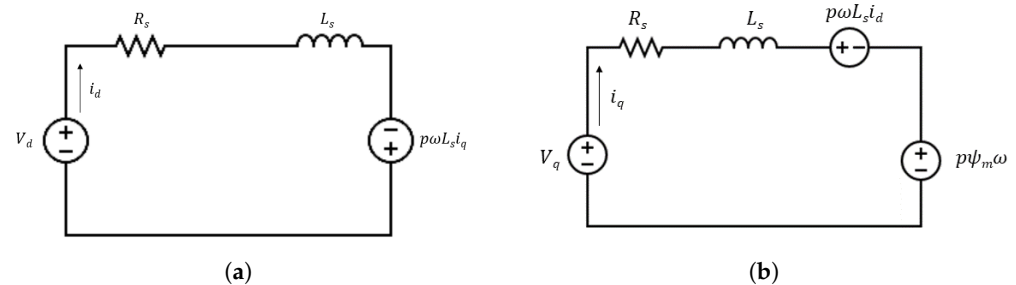 R_s
L_s
i_d
V_d
pωL_si_q
(a)
R_s
L_s
pωL_si_d
i_q
V_q
pψ_mω
(b)